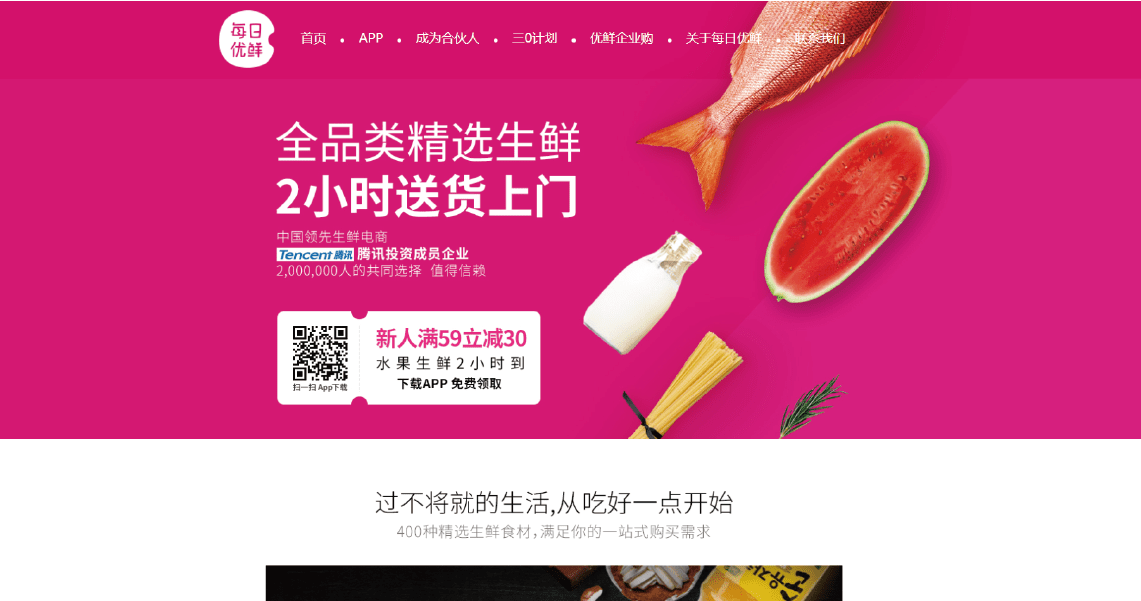 每日
优鲜
首页 • APP • 成为合伙人 • 三0计划 • 优鲜企业购 • 关于每日优鲜 • 联系我们
全品类精选生鲜
2小时送货上门
中国领先生鲜电商
Tencent 腾讯 腾讯投资成员企业
2,000,000人的共同选择 值得信赖
新人满59立减30
水果生鲜2小时到
下载APP 免费领取
扫一扫 App下载
过不将就的生活,从吃好一点开始
400种精选生鲜食材,满足你的一站式购买需求